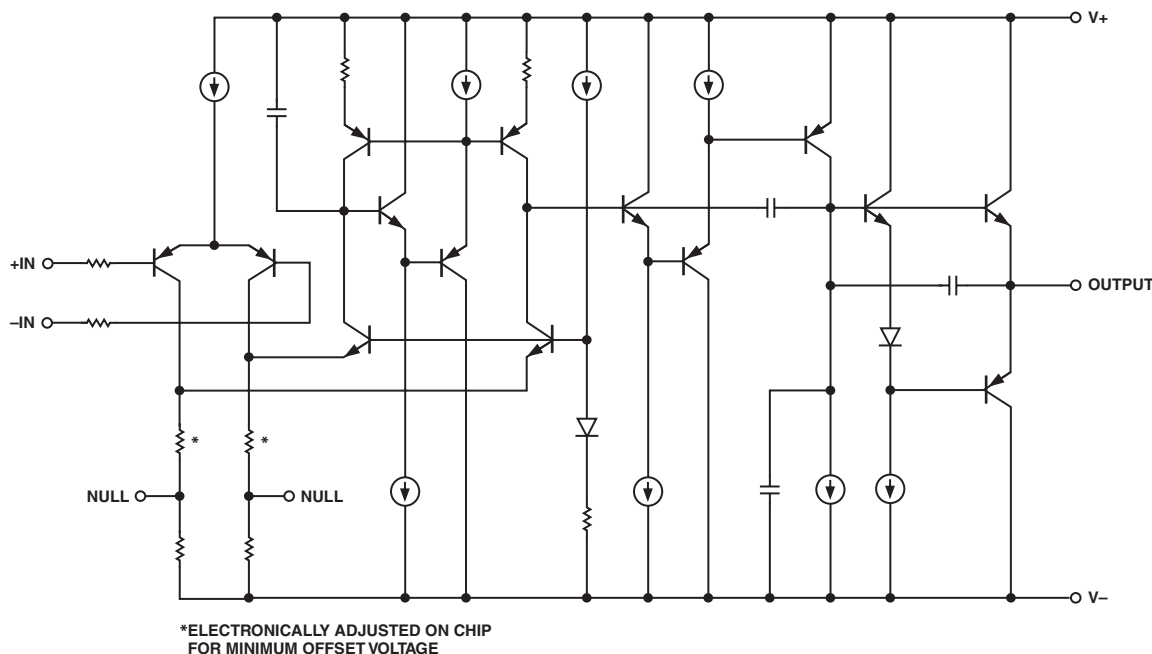 V+
+IN
–IN
OUTPUT
*
*
NULL
NULL
V–
*ELECTRONICALLY ADJUSTED ON CHIP
FOR MINIMUM OFFSET VOLTAGE